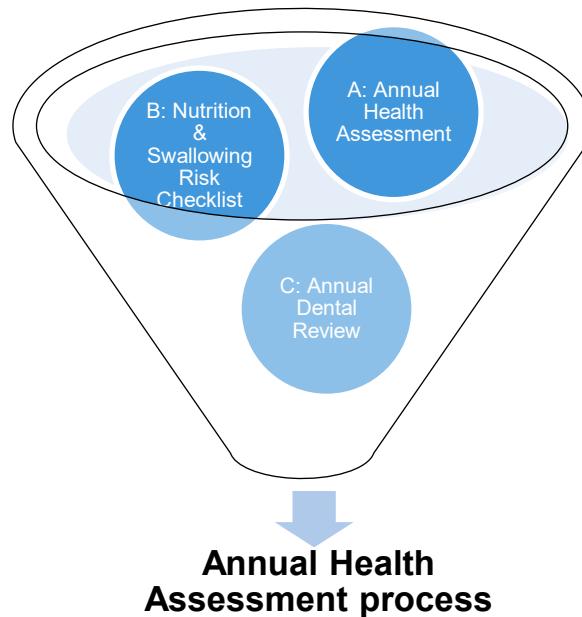 A: Annual
Health
Assessment
B: Nutrition
&
Swallowing
Risk
Checklist
C: Annual
Dental
Review
Annual Health
Assessment process